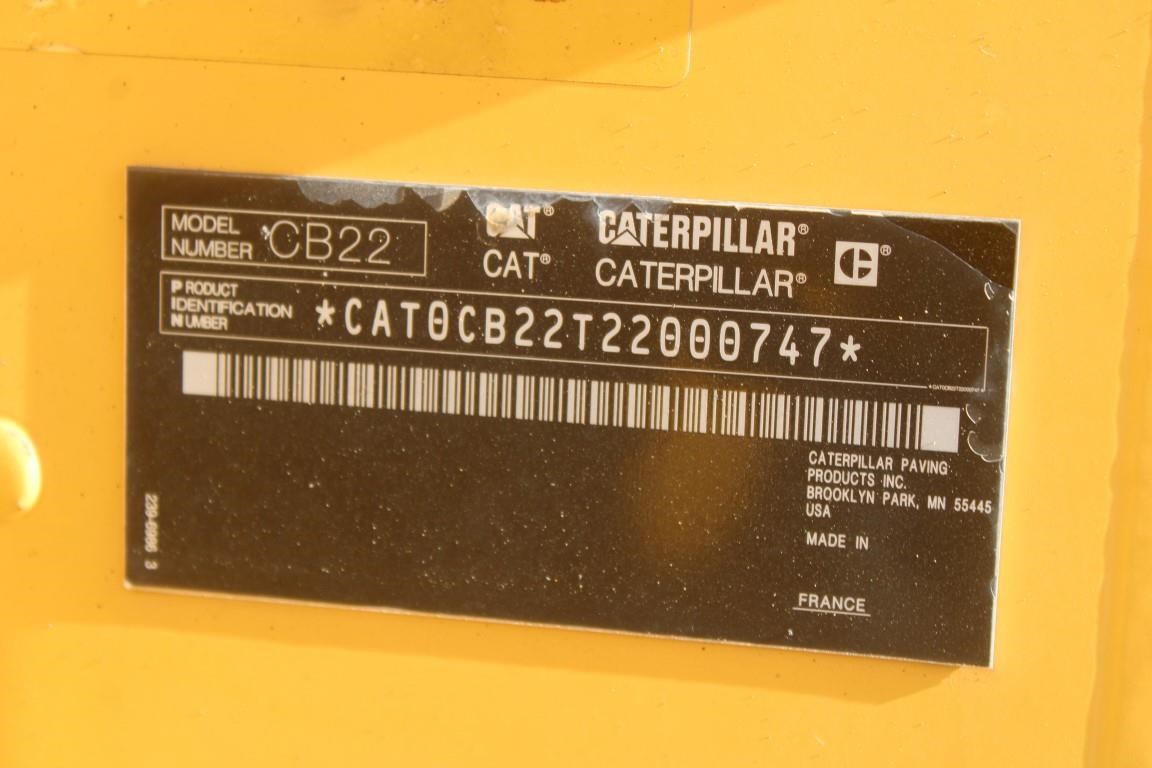 MODEL NUMBER CB22
CAT® CATERPILLAR® ®
CAT® CATERPILLAR®
PRODUCT
IDENTIFICATION
NUMBER
*CAT0CB22T22000747*
*CAT0CB22T22000747*
CATERPILLAR PAVING
PRODUCTS INC.
BROOKLYN PARK, MN 55445
USA
MADE IN
FRANCE